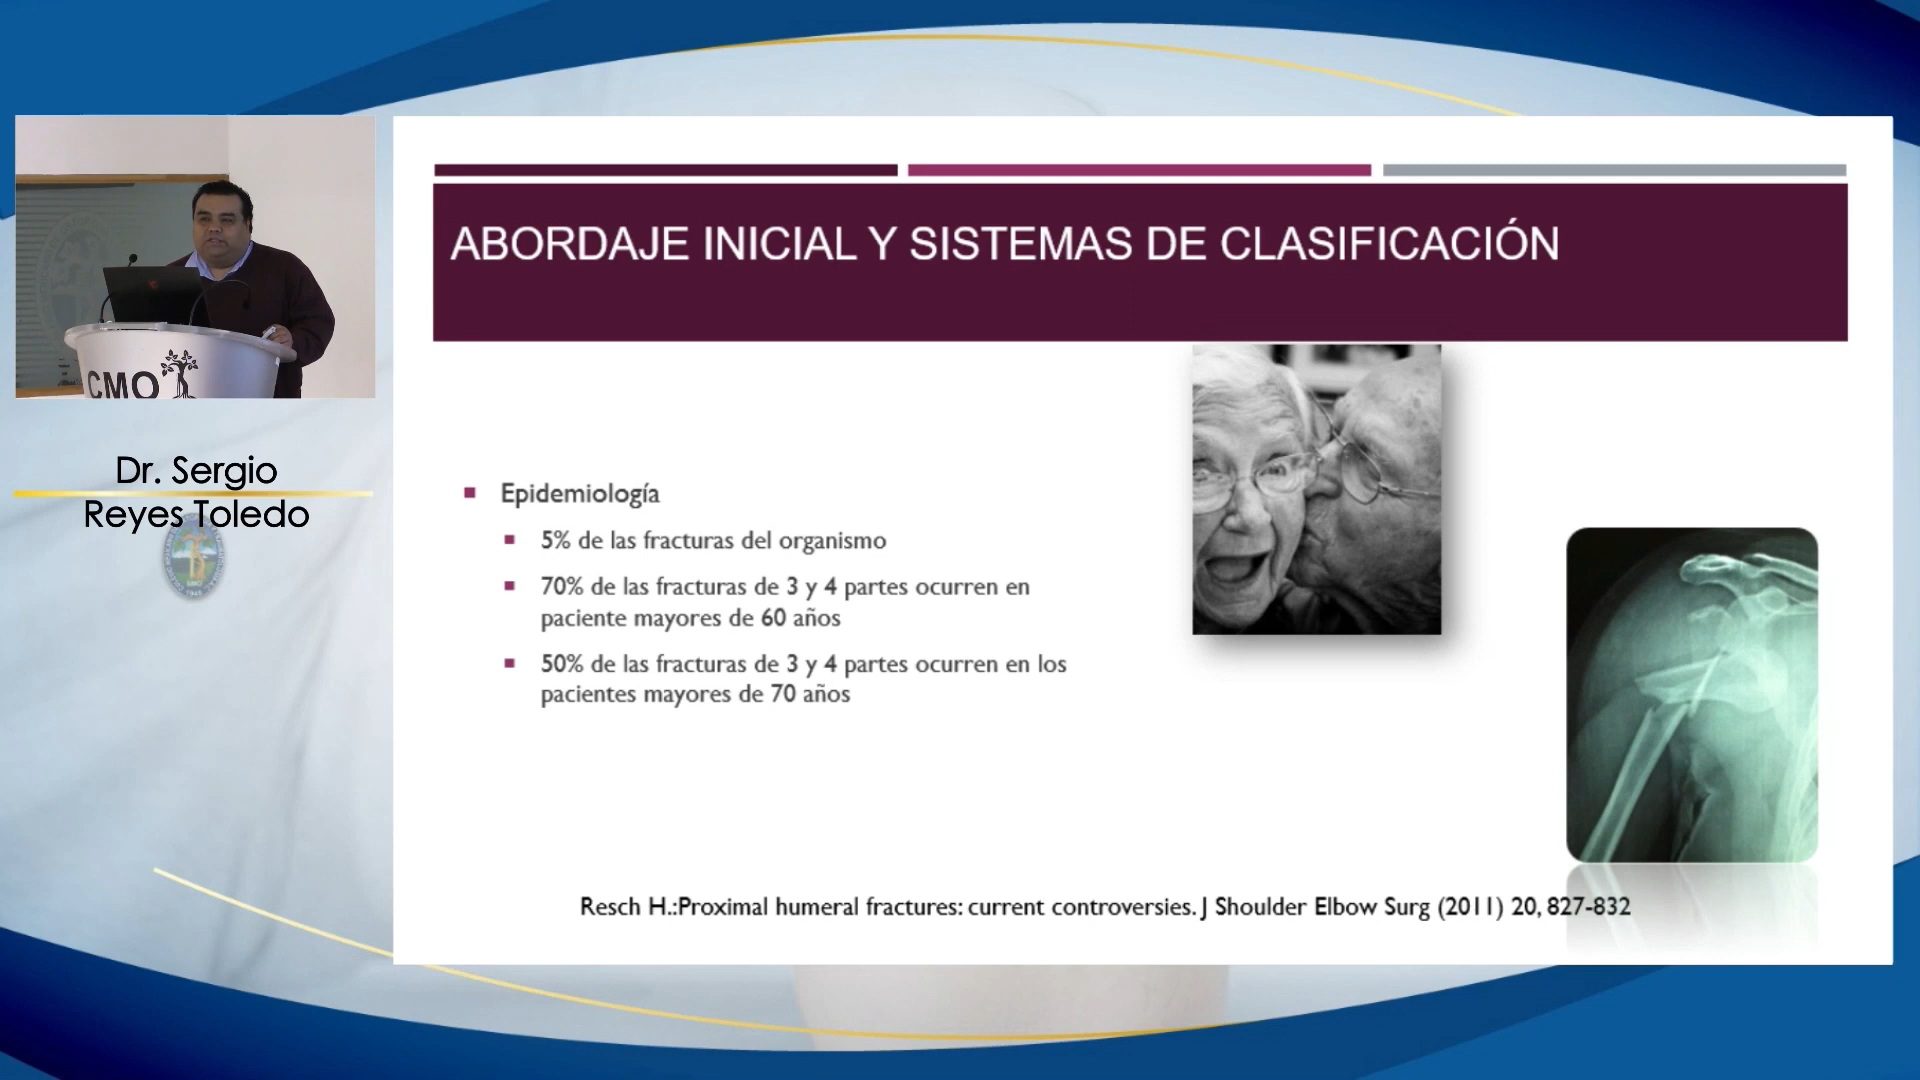 ABORDAJE INICIAL Y SISTEMAS DE CLASIFICACIÓN
CMO
Dr. Sergio
Reyes Toledo
Epidemiología
5% de las fracturas del organismo
70% de las fracturas de 3 y 4 partes ocurren en
paciente mayores de 60 años
50% de las fracturas de 3 y 4 partes ocurren en los
pacientes mayores de 70 años
Resch H.:Proximal humeral fractures: current controversies. J Shoulder Elbow Surg (2011) 20, 827-832